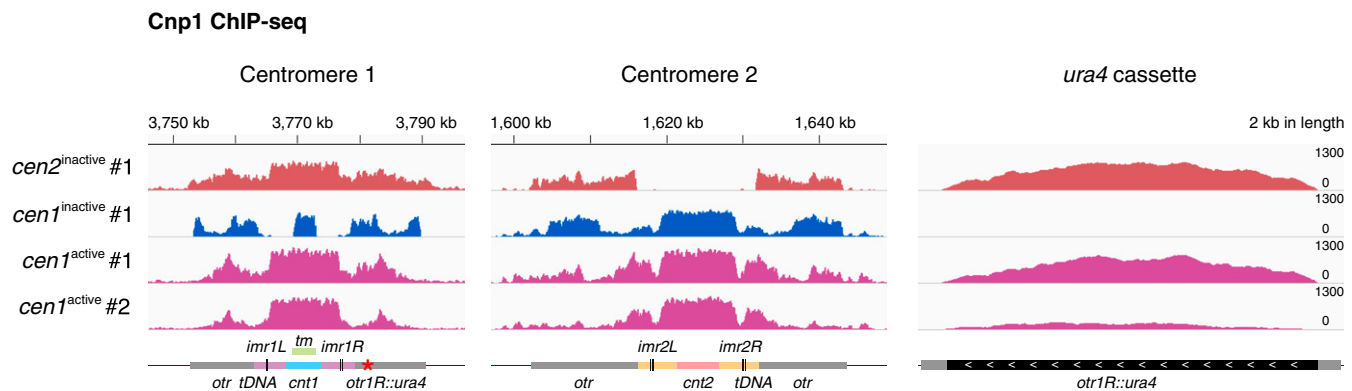 Cnp1 ChIP-seq
Centromere 1 Centromere 2 ura4 cassette
3,750 kb 3,770 kb 3,790 kb 1,600 kb 1,620 kb 1,640 kb 2 kb in length
cen2inactive #1 1300 0
cen1inactive #1 1300 0
cen1active #1 1300 0
cen1active #2 1300 0
imr1L tm imr1R * imr2L imr2R < < < < < < < < < < < < < < <
otr tDNA cnt1 otr1R::ura4 otr cnt2 tDNA otr otr1R::ura4